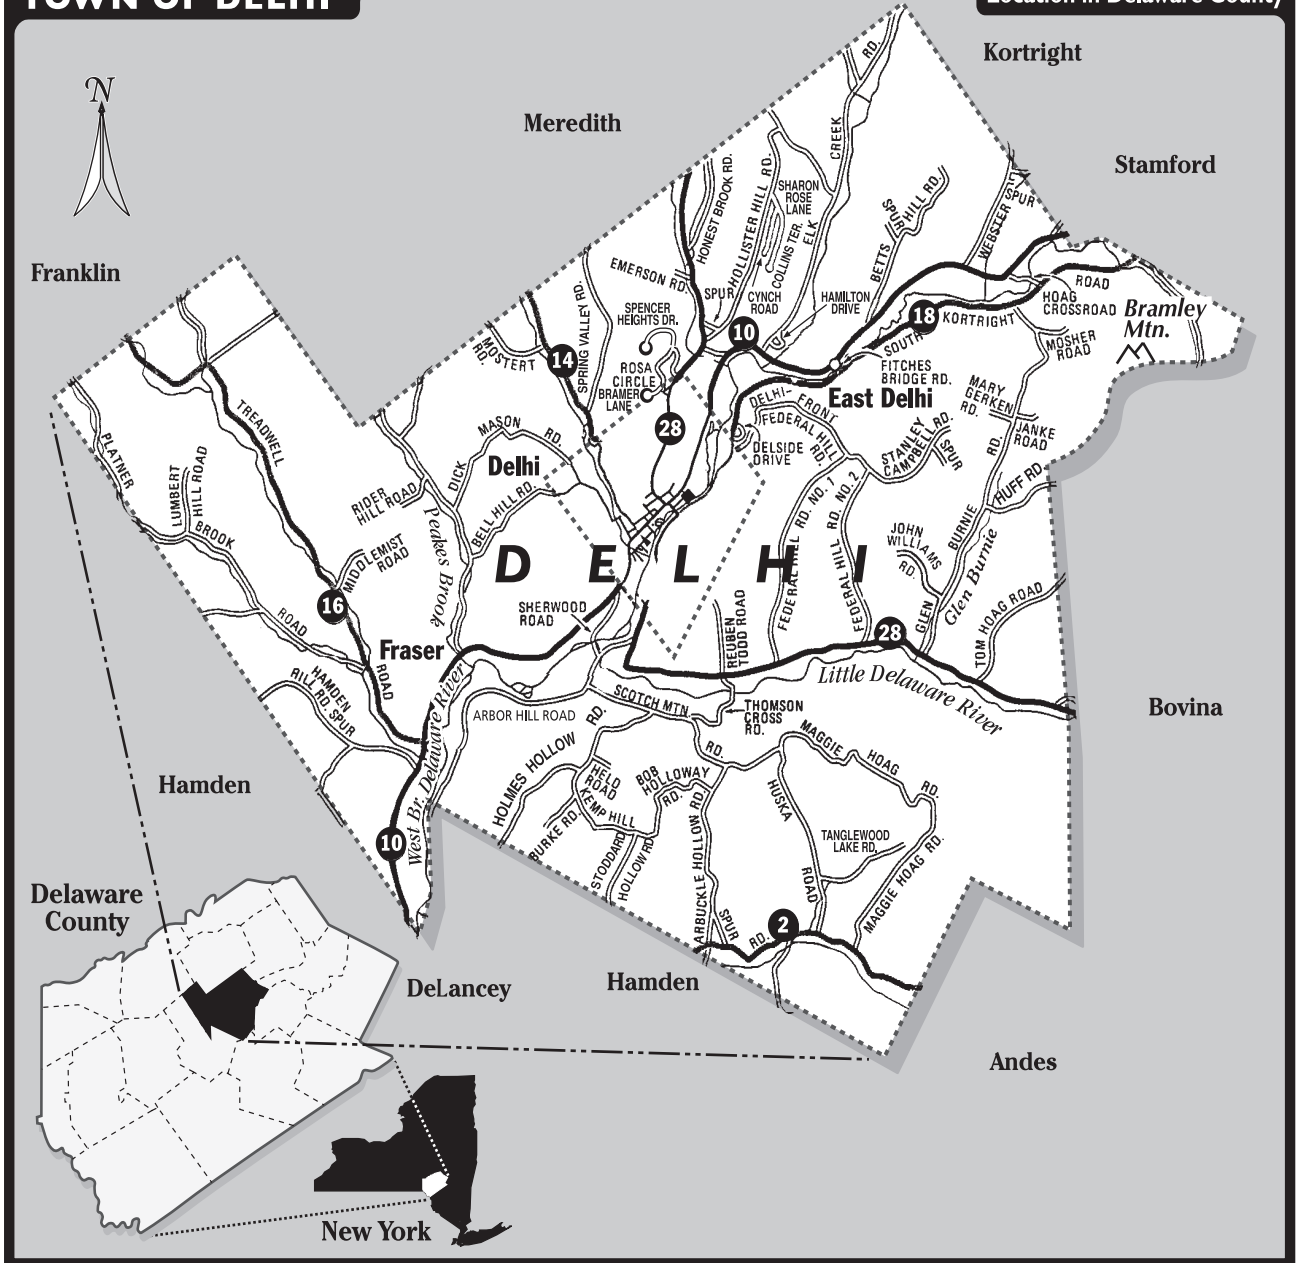 TOWN OF DELHI
Location in Delaware County
Kortright
Meredith
Stamford
N
Franklin
RD.
CREEK
ELK
HONEST BROOK RD.
HOLLISTER HILL RD.
SPUR
SHARON
ROSE
LANE
COLLINS TER.
CYNCH
ROAD
HAMILTON
DRIVE
BETTS
SPUR
HILL RD.
WEBSTER
SPUR
EMERSON RD.
SPENCER
HEIGHTS DR.
SPRING VALLEY RD.
MOSTERT
RD.
14
ROSA
CIRCLE
BRAMER
LANE
10
18
SOUTH
KORTRIGHT
ROAD
HOAG
CROSSROAD
Bramley
Mtn.
MOSHER
ROAD
FITCHES
BRIDGE RD.
East Delhi
MARY
GERKEN
RD.
JANKE
ROAD
28
DELHI-
FRONT
FEDERAL HILL
RD.
DELSIDE
DRIVE
STANLEY
CAMPBELL RD.
SPUR
RD.
HUFF RD.
TREADWELL
PLATNER
LUMBERT
HILL ROAD
BROOK
MASON
RD.
DICK
Delhi
RIDER
HILL ROAD
BELL HILL RD.
Peakes Brook
MIDDLEMIST
ROAD
DELHI
FEDERAL HILL RD. NO. 1
FEDERAL HILL RD. NO. 2
JOHN
WILLIAMS
RD.
BURNIE
GLEN
Glen Burnie
TOM HOAG ROAD
16
SHERWOOD
ROAD
REUBEN
TODD ROAD
28
ROAD
ROAD
Fraser
HAMDEN
RILL RD. SPUR
West Br. Delaware River
ARBOR HILL ROAD
SCOTCH MTN.
RD.
THOMSON
CROSS
RD.
Little Delaware River
Bovina
Hamden
HOLMES HOLLOW
RD.
HELD
ROAD
BOB
HOLLOWAY
RD.
KEMP HILL
BURKE RD.
STODDARD
HOLLOW RD.
ARBUCKLE HOLLOW RD.
SPUR
RD.
HUSKA
ROAD
MAGGIE
HOAG
RD.
TANGLEWOOD
LAKE RD.
MAGGIE HOAG RD.
10
2
Delaware
County
DeLancey
Hamden
Andes
New York